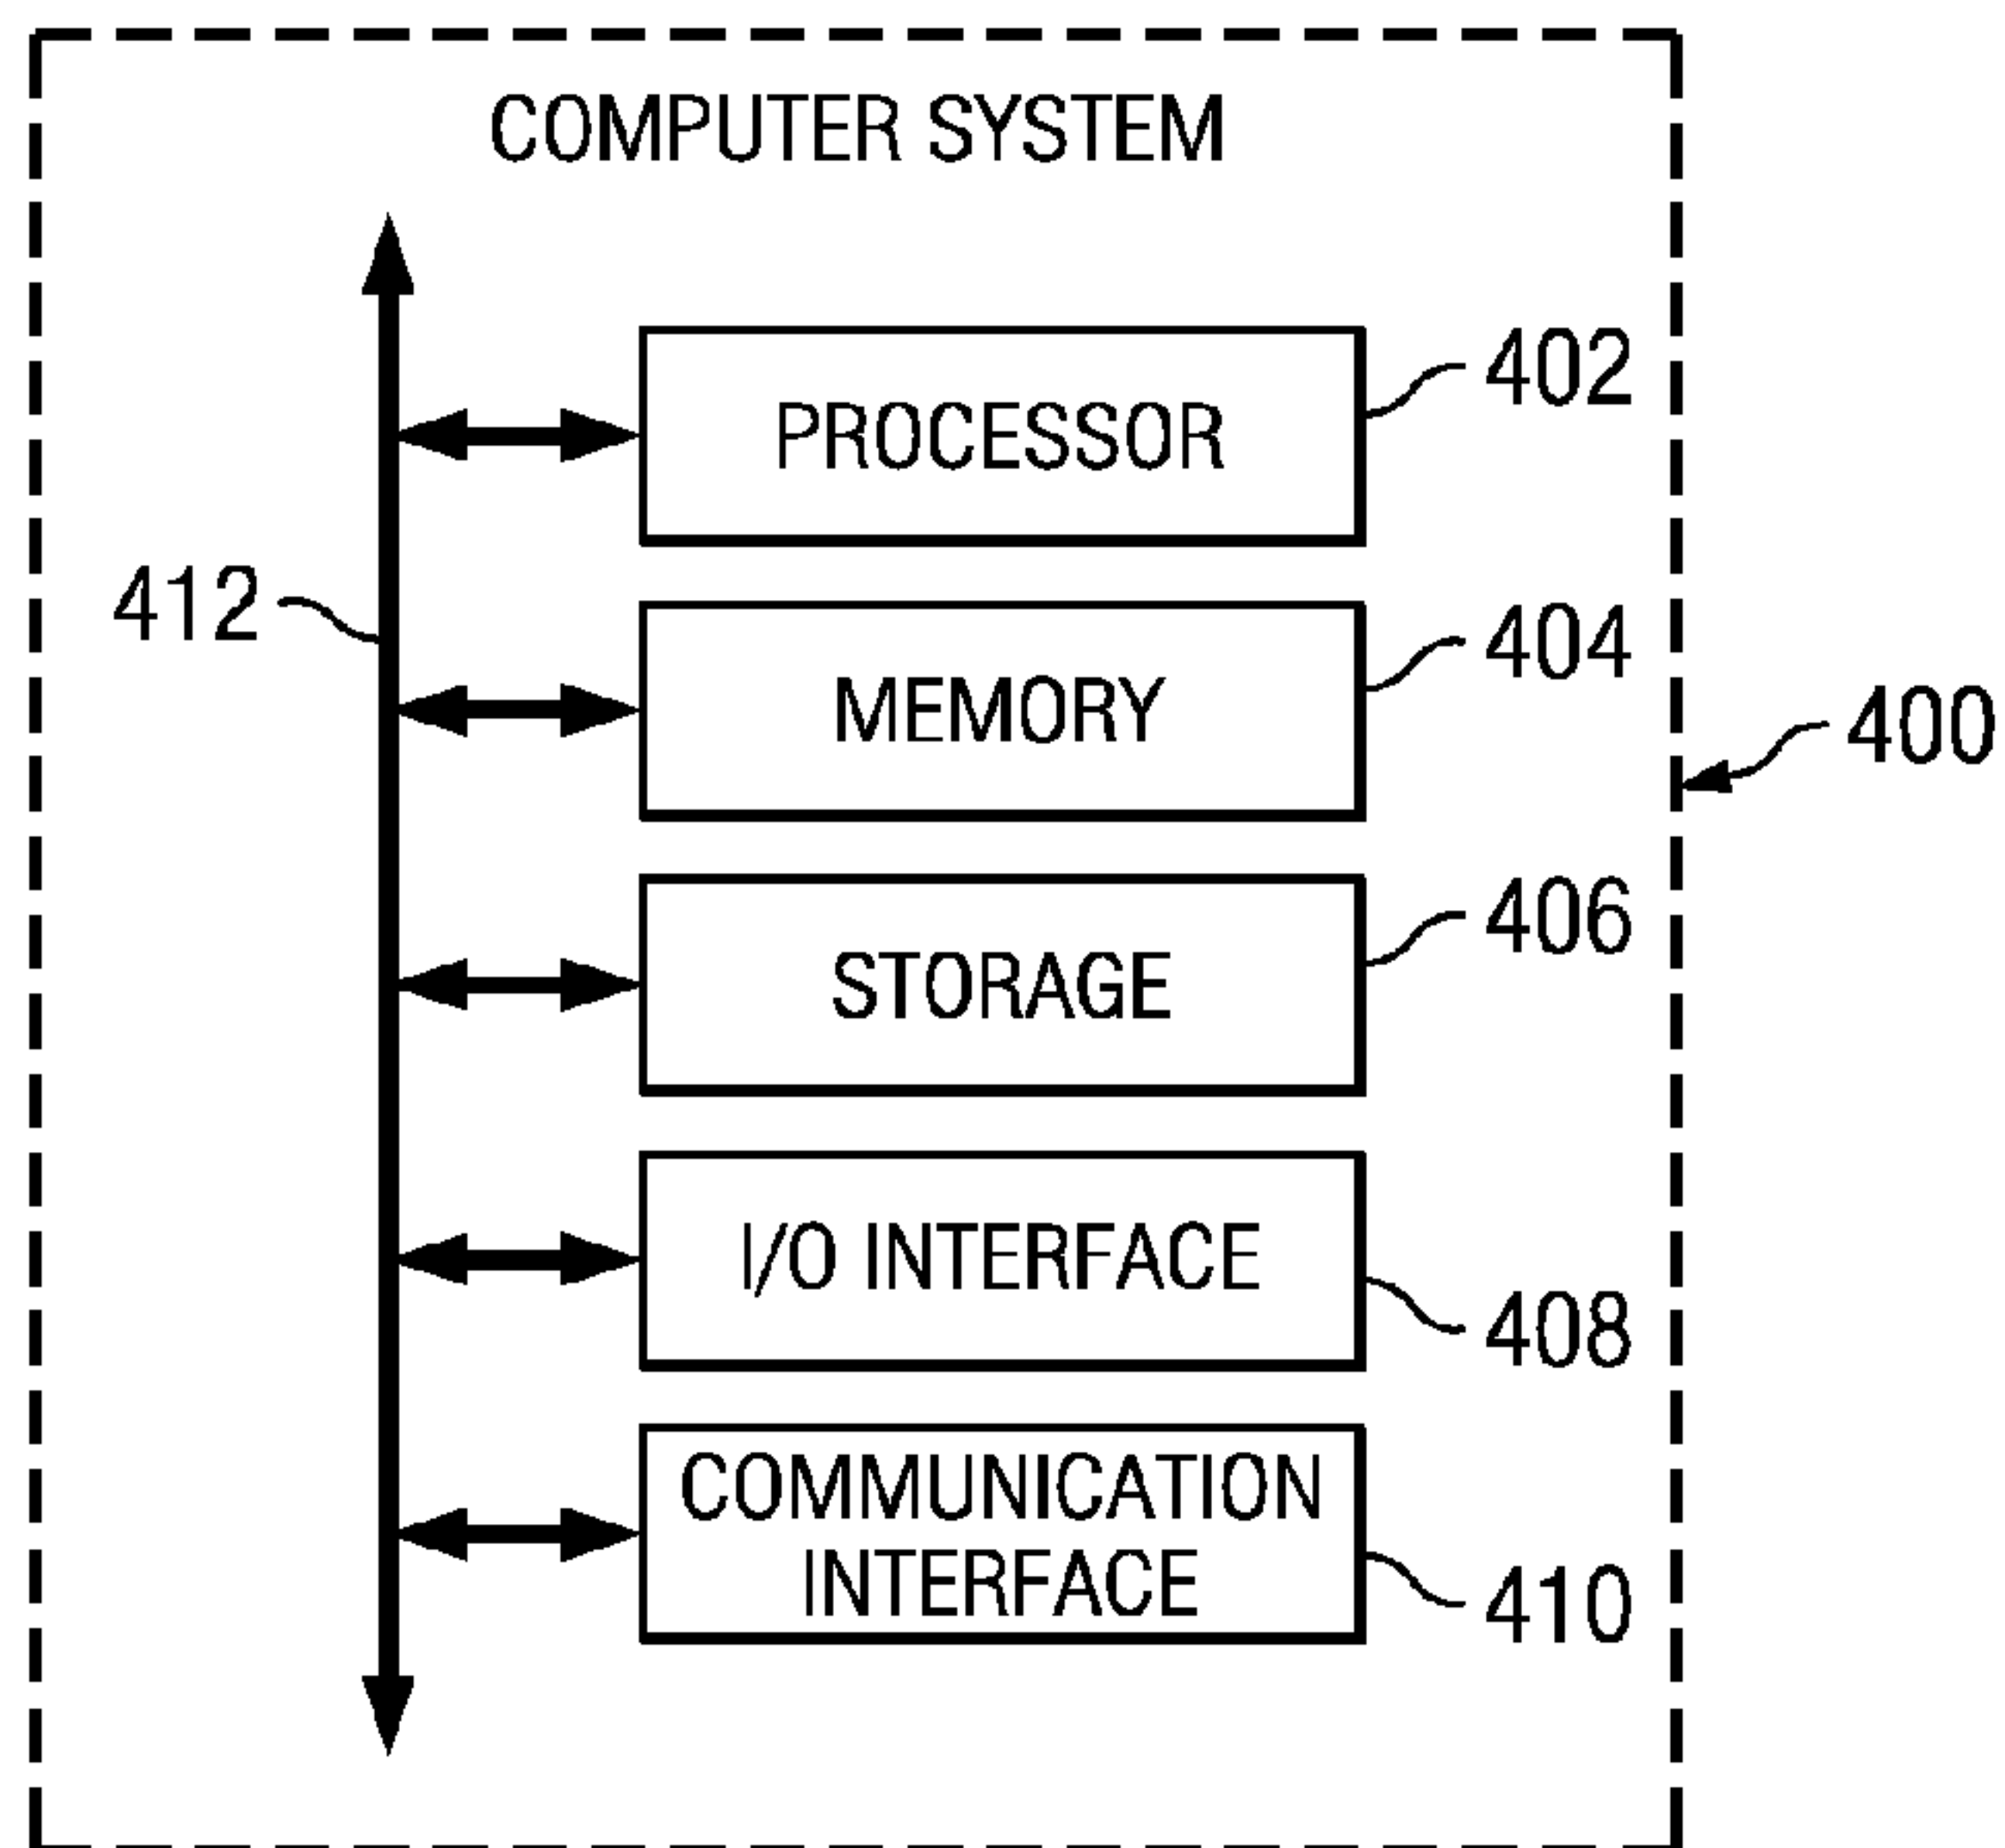 COMPUTER SYSTEM
PROCESSOR
402
412
MEMORY
404
400
STORAGE
406
I/O INTERFACE
408
COMMUNICATION
INTERFACE
410